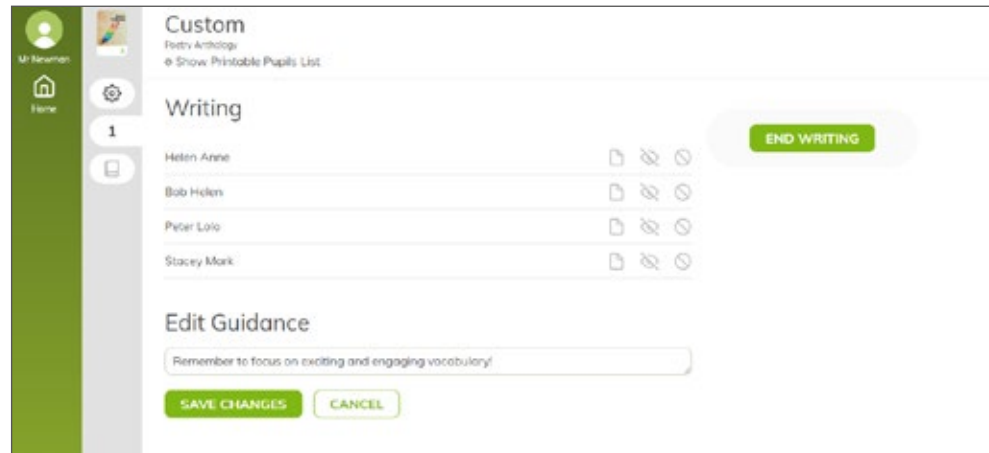 Mr Newman
Home
1
Custom
Poetry Anthology
Show Printable Pupils List
Writing
END WRITING
Helen Anne
Bob Helen
Peter Lolo
Stacey Mark
Edit Guidance
Remember to focus on exciting and engaging vocabulary!
SAVE CHANGES
CANCEL